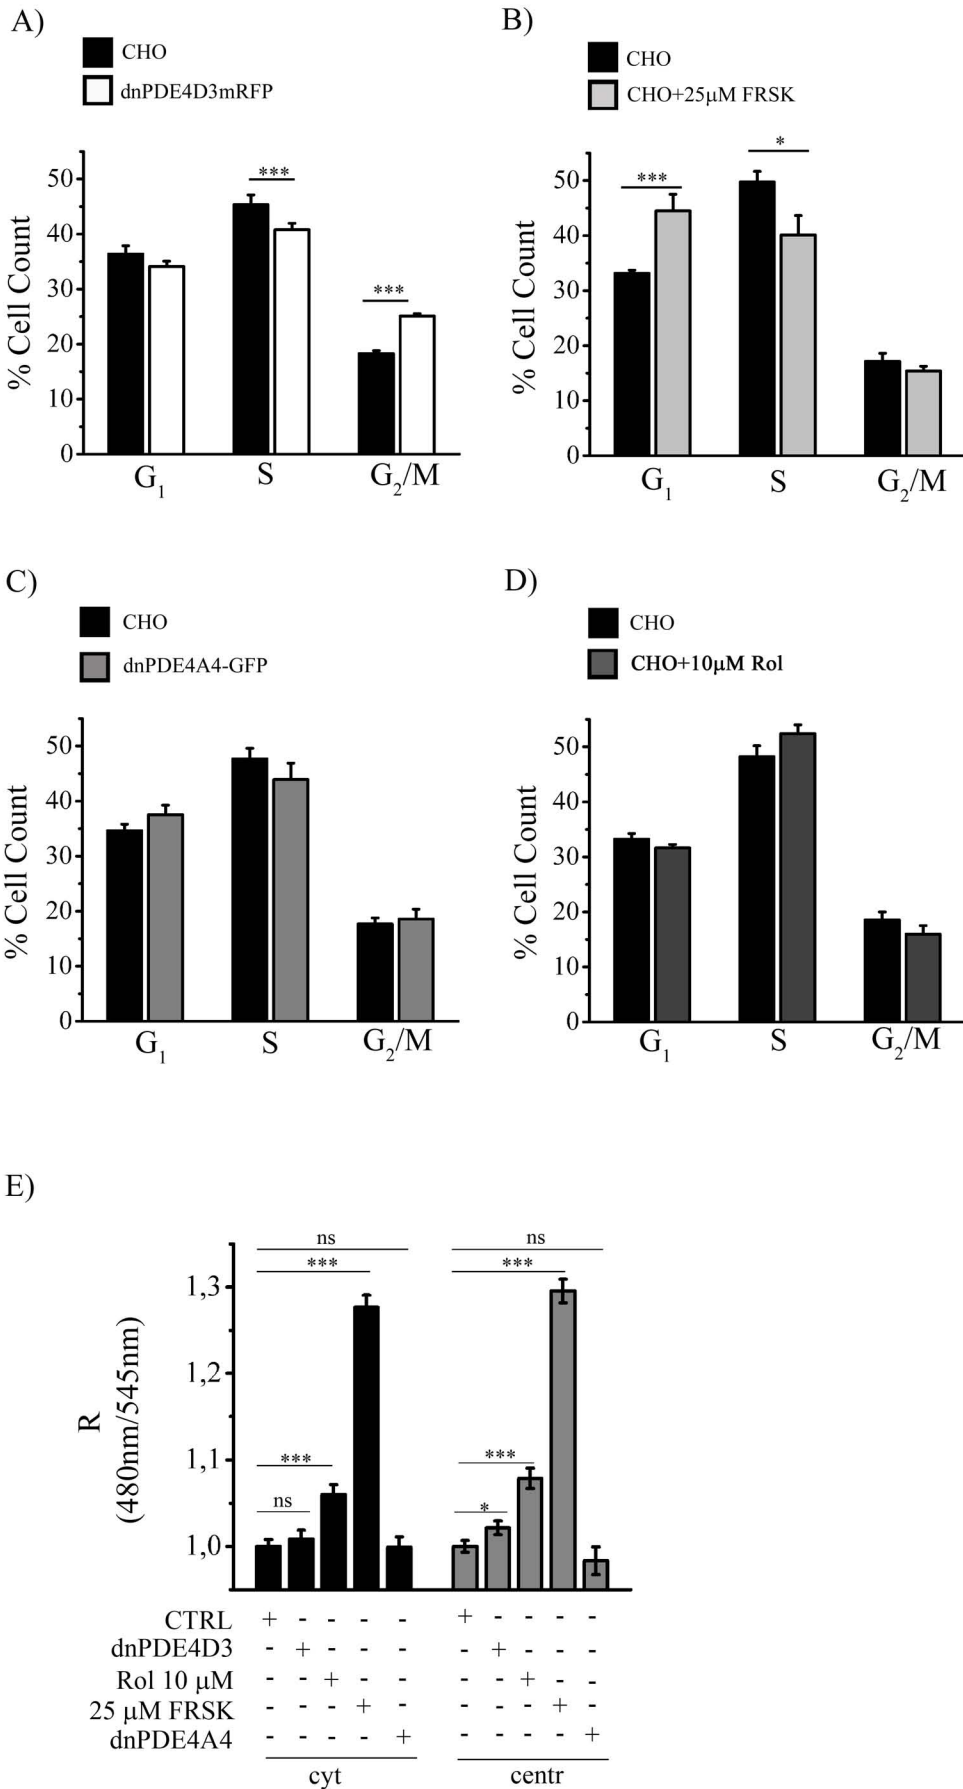 A)
CHO
dnPDE4D3mRFP
% Cell Count
50
40
30
20
10
0
***
***
G1 S G2/M
B)
CHO
CHO+25μM FRSK
% Cell Count
50
40
30
20
10
0
***
*
G1 S G2/M
C)
CHO
dnPDE4A4-GFP
% Cell Count
50
40
30
20
10
0
G1 S G2/M
D)
CHO
CHO+10μM Rol
% Cell Count
50
40
30
20
10
0
G1 S G2/M
E)
R
(480nm/545nm)
1,3
1,2
1,1
1,0
ns ns
*** ***
*** ***
ns *
CTRL + - - - - + - - - -
dnPDE4D3 - + - - - - + - - -
Rol 10 μM - - + - - - - + - -
25 μM FRSK - - - + - - - - + -
dnPDE4A4 - - - - + - - - - +
cyt centr